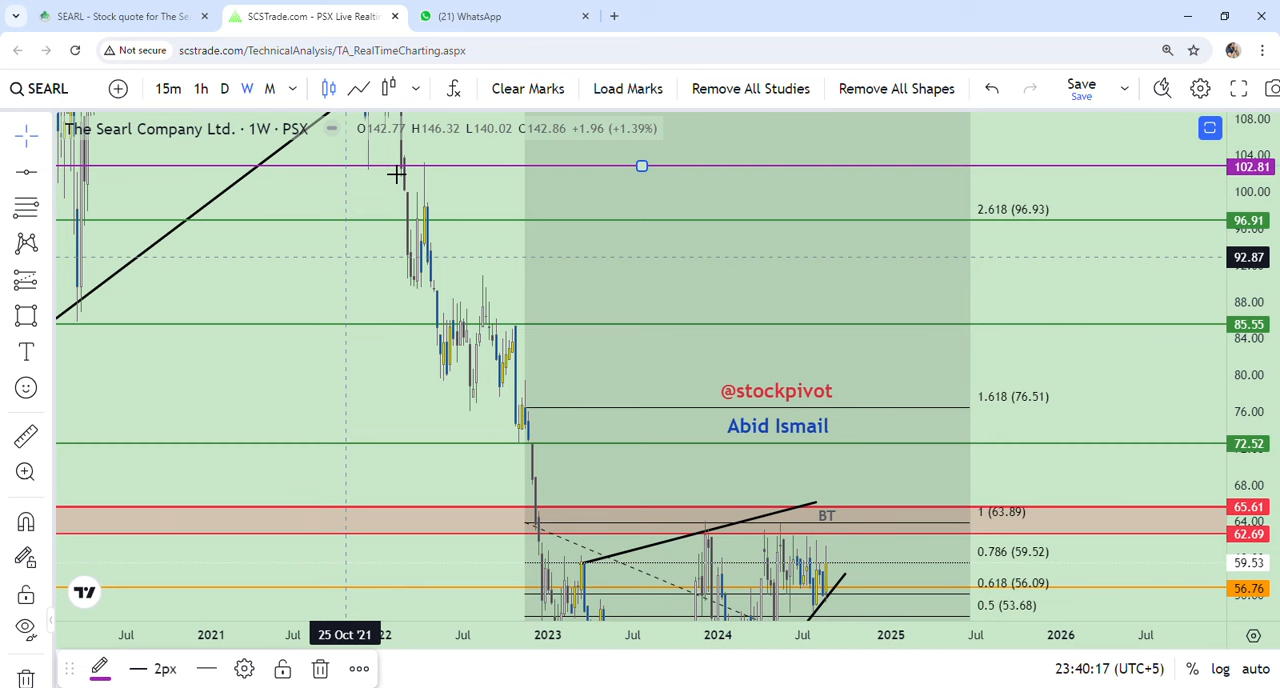 SEARL - Stock quote for The Se
SCSTrade.com - PSX Live Realtim
(21) WhatsApp
Not secure
scstrade.com/TechnicalAnalysis/TA_RealTimeCharting.aspx
SEARL
15m
1h
D
W
M
Clear Marks
Load Marks
Remove All Studies
Remove All Shapes
Save
Save
The Searl Company Ltd. · 1W · PSX
O142.77 H146.32 L140.02 C142.86 +1.96 (+1.39%)
108.00
104.00
102.81
100.00
2.618 (96.93)
96.91
92.87
88.00
85.55
84.00
80.00
@stockpivot
1.618 (76.51)
76.00
Abid Ismail
72.52
68.00
65.61
BT
1 (63.89)
64.00
62.69
0.786 (59.52)
59.53
0.618 (56.09)
56.76
0.5 (53.68)
Jul
2021
Jul
25 Oct '21
22
Jul
2023
Jul
2024
Jul
2025
Jul
2026
Jul
2px
23:40:17 (UTC+5)
%
log
auto